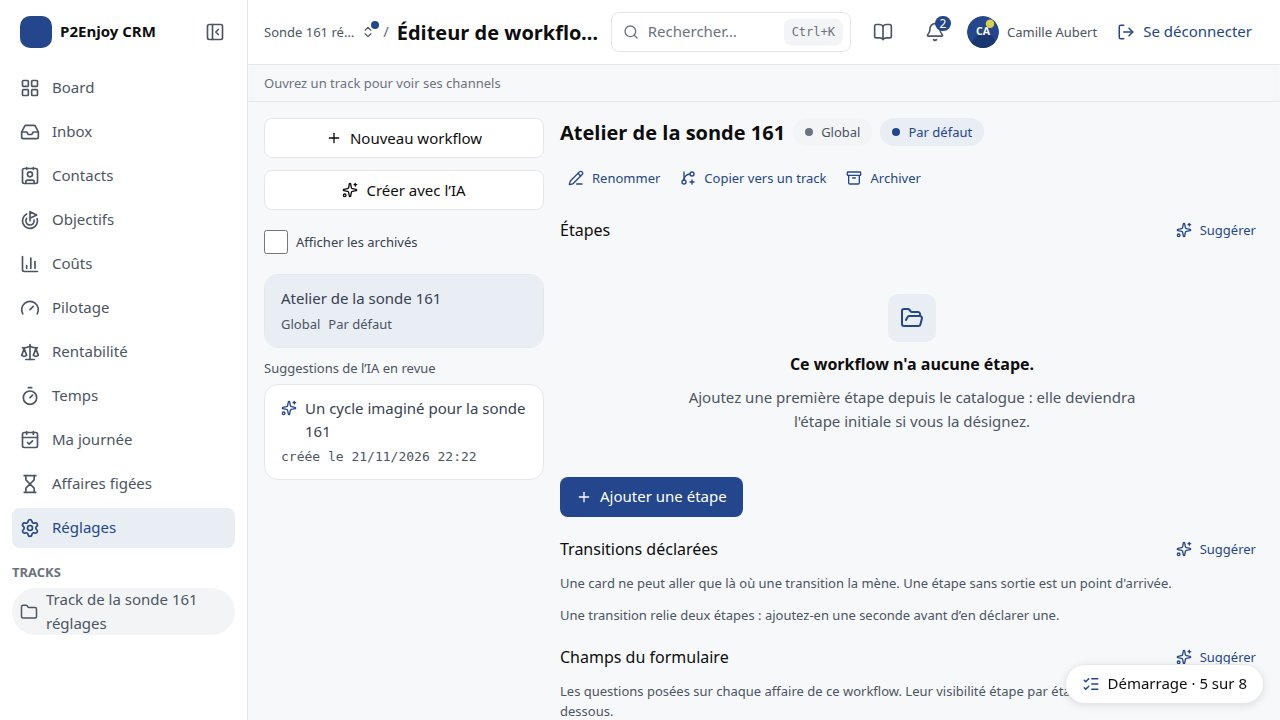 P2Enjoy CRM
Sonde 161 ré... / Éditeur de workflo...
Rechercher... Ctrl+K
2
CA Camille Aubert
Se déconnecter
Board
Inbox
Contacts
Objectifs
Coûts
Pilotage
Rentabilité
Temps
Ma journée
Affaires figées
Réglages
TRACKS
Track de la sonde 161
réglages
Ouvrez un track pour voir ses channels
Nouveau workflow
Créer avec l'IA
Afficher les archivés
Atelier de la sonde 161
Global Par défaut
Suggestions de l'IA en revue
Un cycle imaginé pour la sonde
161
créée le 21/11/2026 22:22
Atelier de la sonde 161 Global Par défaut
Renommer Copier vers un track Archiver
Étapes Suggérer
Ce workflow n'a aucune étape.
Ajoutez une première étape depuis le catalogue : elle deviendra
l'étape initiale si vous la désignez.
Ajouter une étape
Transitions déclarées Suggérer
Une card ne peut aller que là où une transition la mène. Une étape sans sortie est un point d'arrivée.
Une transition relie deux étapes : ajoutez-en une seconde avant d'en déclarer une.
Champs du formulaire Suggérer
Les questions posées sur chaque affaire de ce workflow. Leur visibilité étape par
dessous.
Démarrage · 5 sur 8